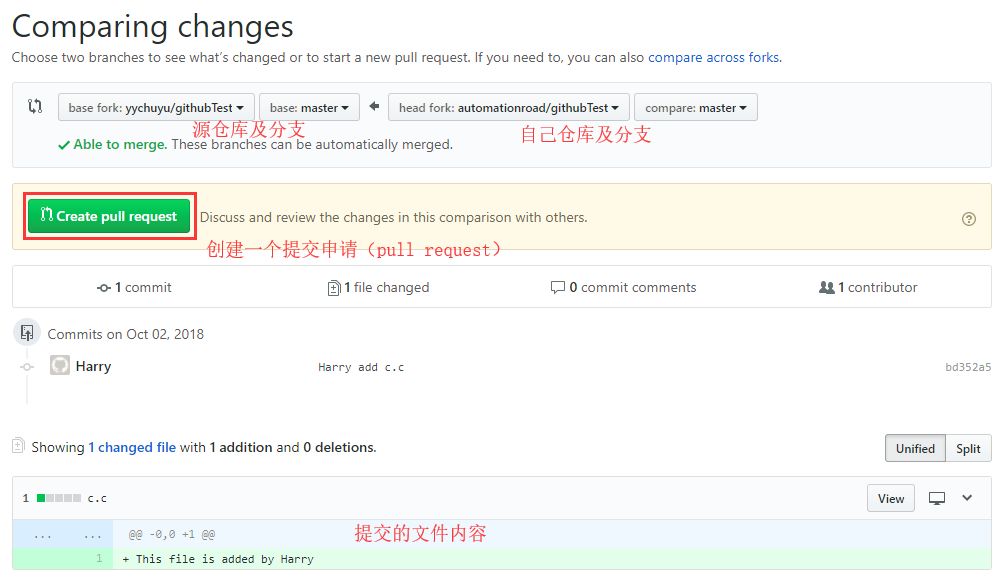 Comparing changes
Choose two branches to see what's changed or to start a new pull request. If you need to, you can also compare across forks.
base fork: yychuyu/githubTest base: master head fork: automationroad/githubTest compare: master
源仓库及分支 自己仓库及分支
Able to merge. These branches can be automatically merged.
Create pull request Discuss and review the changes in this comparison with others.
创建一个提交申请（pull request）
1 commit 1 file changed 0 commit comments 1 contributor
Commits on Oct 02, 2018
Harry Harry add c.c bd352a5
Showing 1 changed file with 1 addition and 0 deletions. Unified Split
1 c.c View
... ... @@ -0,0 +1 @@ 提交的文件内容
1 + This file is added by Harry